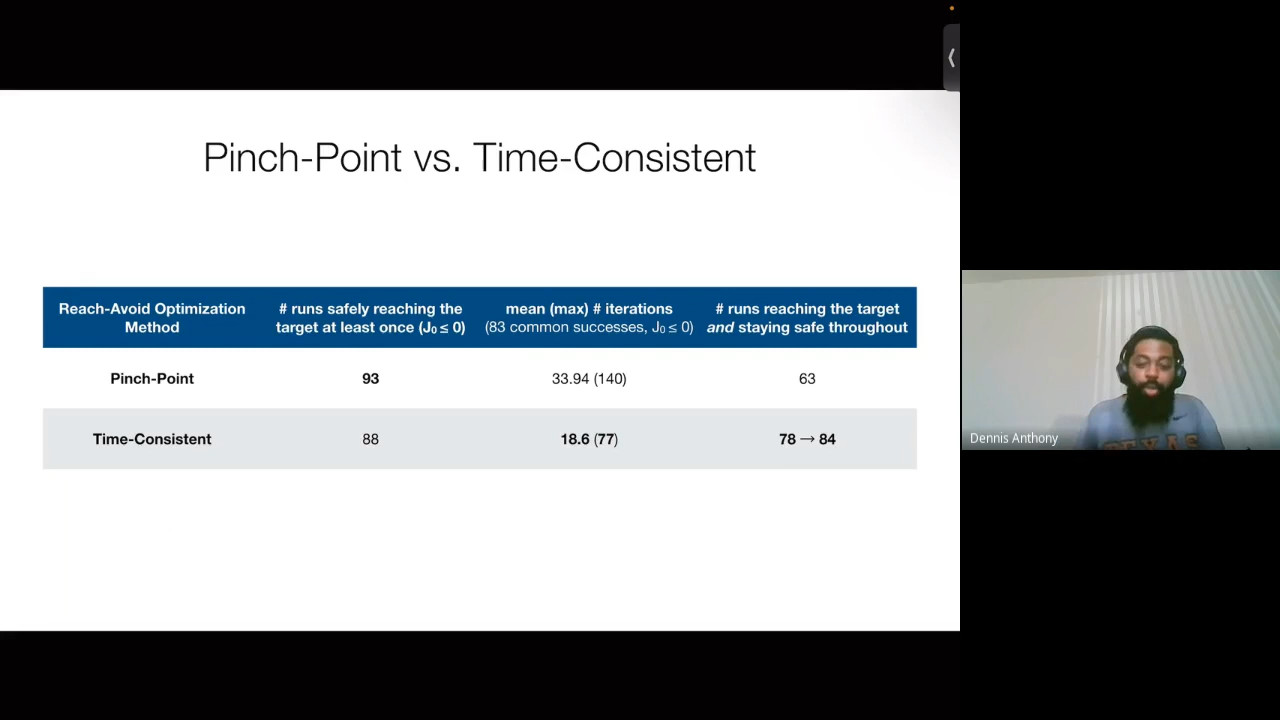 Pinch-Point vs. Time-Consistent
Reach-Avoid Optimization
Method
# runs safely reaching the
target at least once (J₀ ≤ 0)
mean (max) # iterations
(83 common successes, J₀ ≤ 0)
# runs reaching the target
and staying safe throughout
Pinch-Point
93
33.94 (140)
63
Time-Consistent
88
18.6 (77)
78 → 84
Dennis Anthony
TEXAS